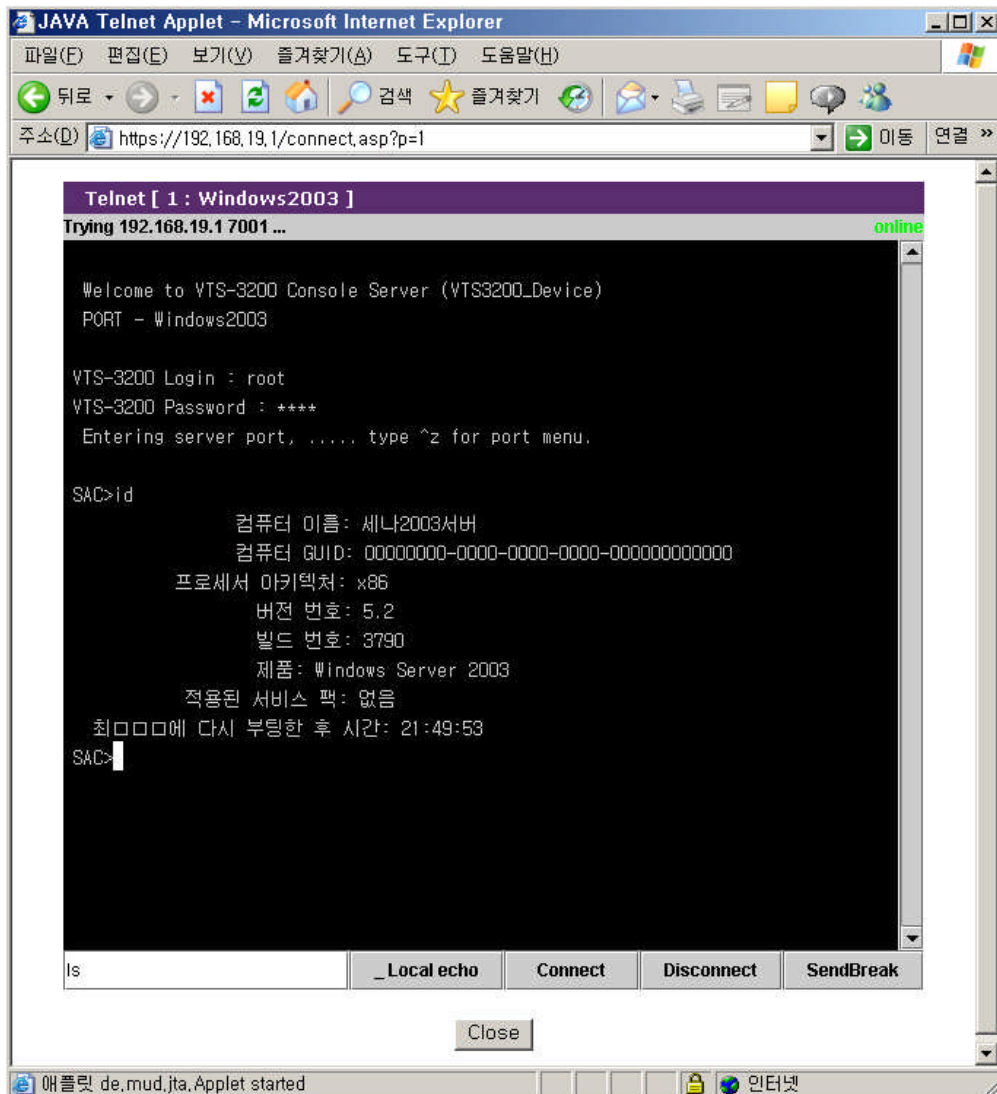 JAVA Telnet Applet - Microsoft Internet Explorer
파일(F) 편집(E) 보기(V) 즐겨찾기(A) 도구(T) 도움말(H)
뒤로 검색 즐겨찾기
주소(D) https://192.168.19.1/connect.asp?p=1 이동 연결 »
Telnet [ 1 : Windows2003 ]
Trying 192.168.19.1 7001 ... online
Welcome to VTS-3200 Console Server (VTS3200_Device)
PORT - Windows2003
VTS-3200 Login : root
VTS-3200 Password : ****
Entering server port, ..... type ^z for port menu.
SAC>id
컴퓨터 이름: 세나2003서버
컴퓨터 GUID: 00000000-0000-0000-0000-000000000000
프로세서 아키텍처: x86
버전 번호: 5.2
빌드 번호: 3790
제품: Windows Server 2003
적용된 서비스 팩: 없음
최□□□에 다시 부팅한 후 시간: 21:49:53
SAC>
ls _Local echo Connect Disconnect SendBreak
Close
애플릿 de.mud.jta.Applet started 인터넷